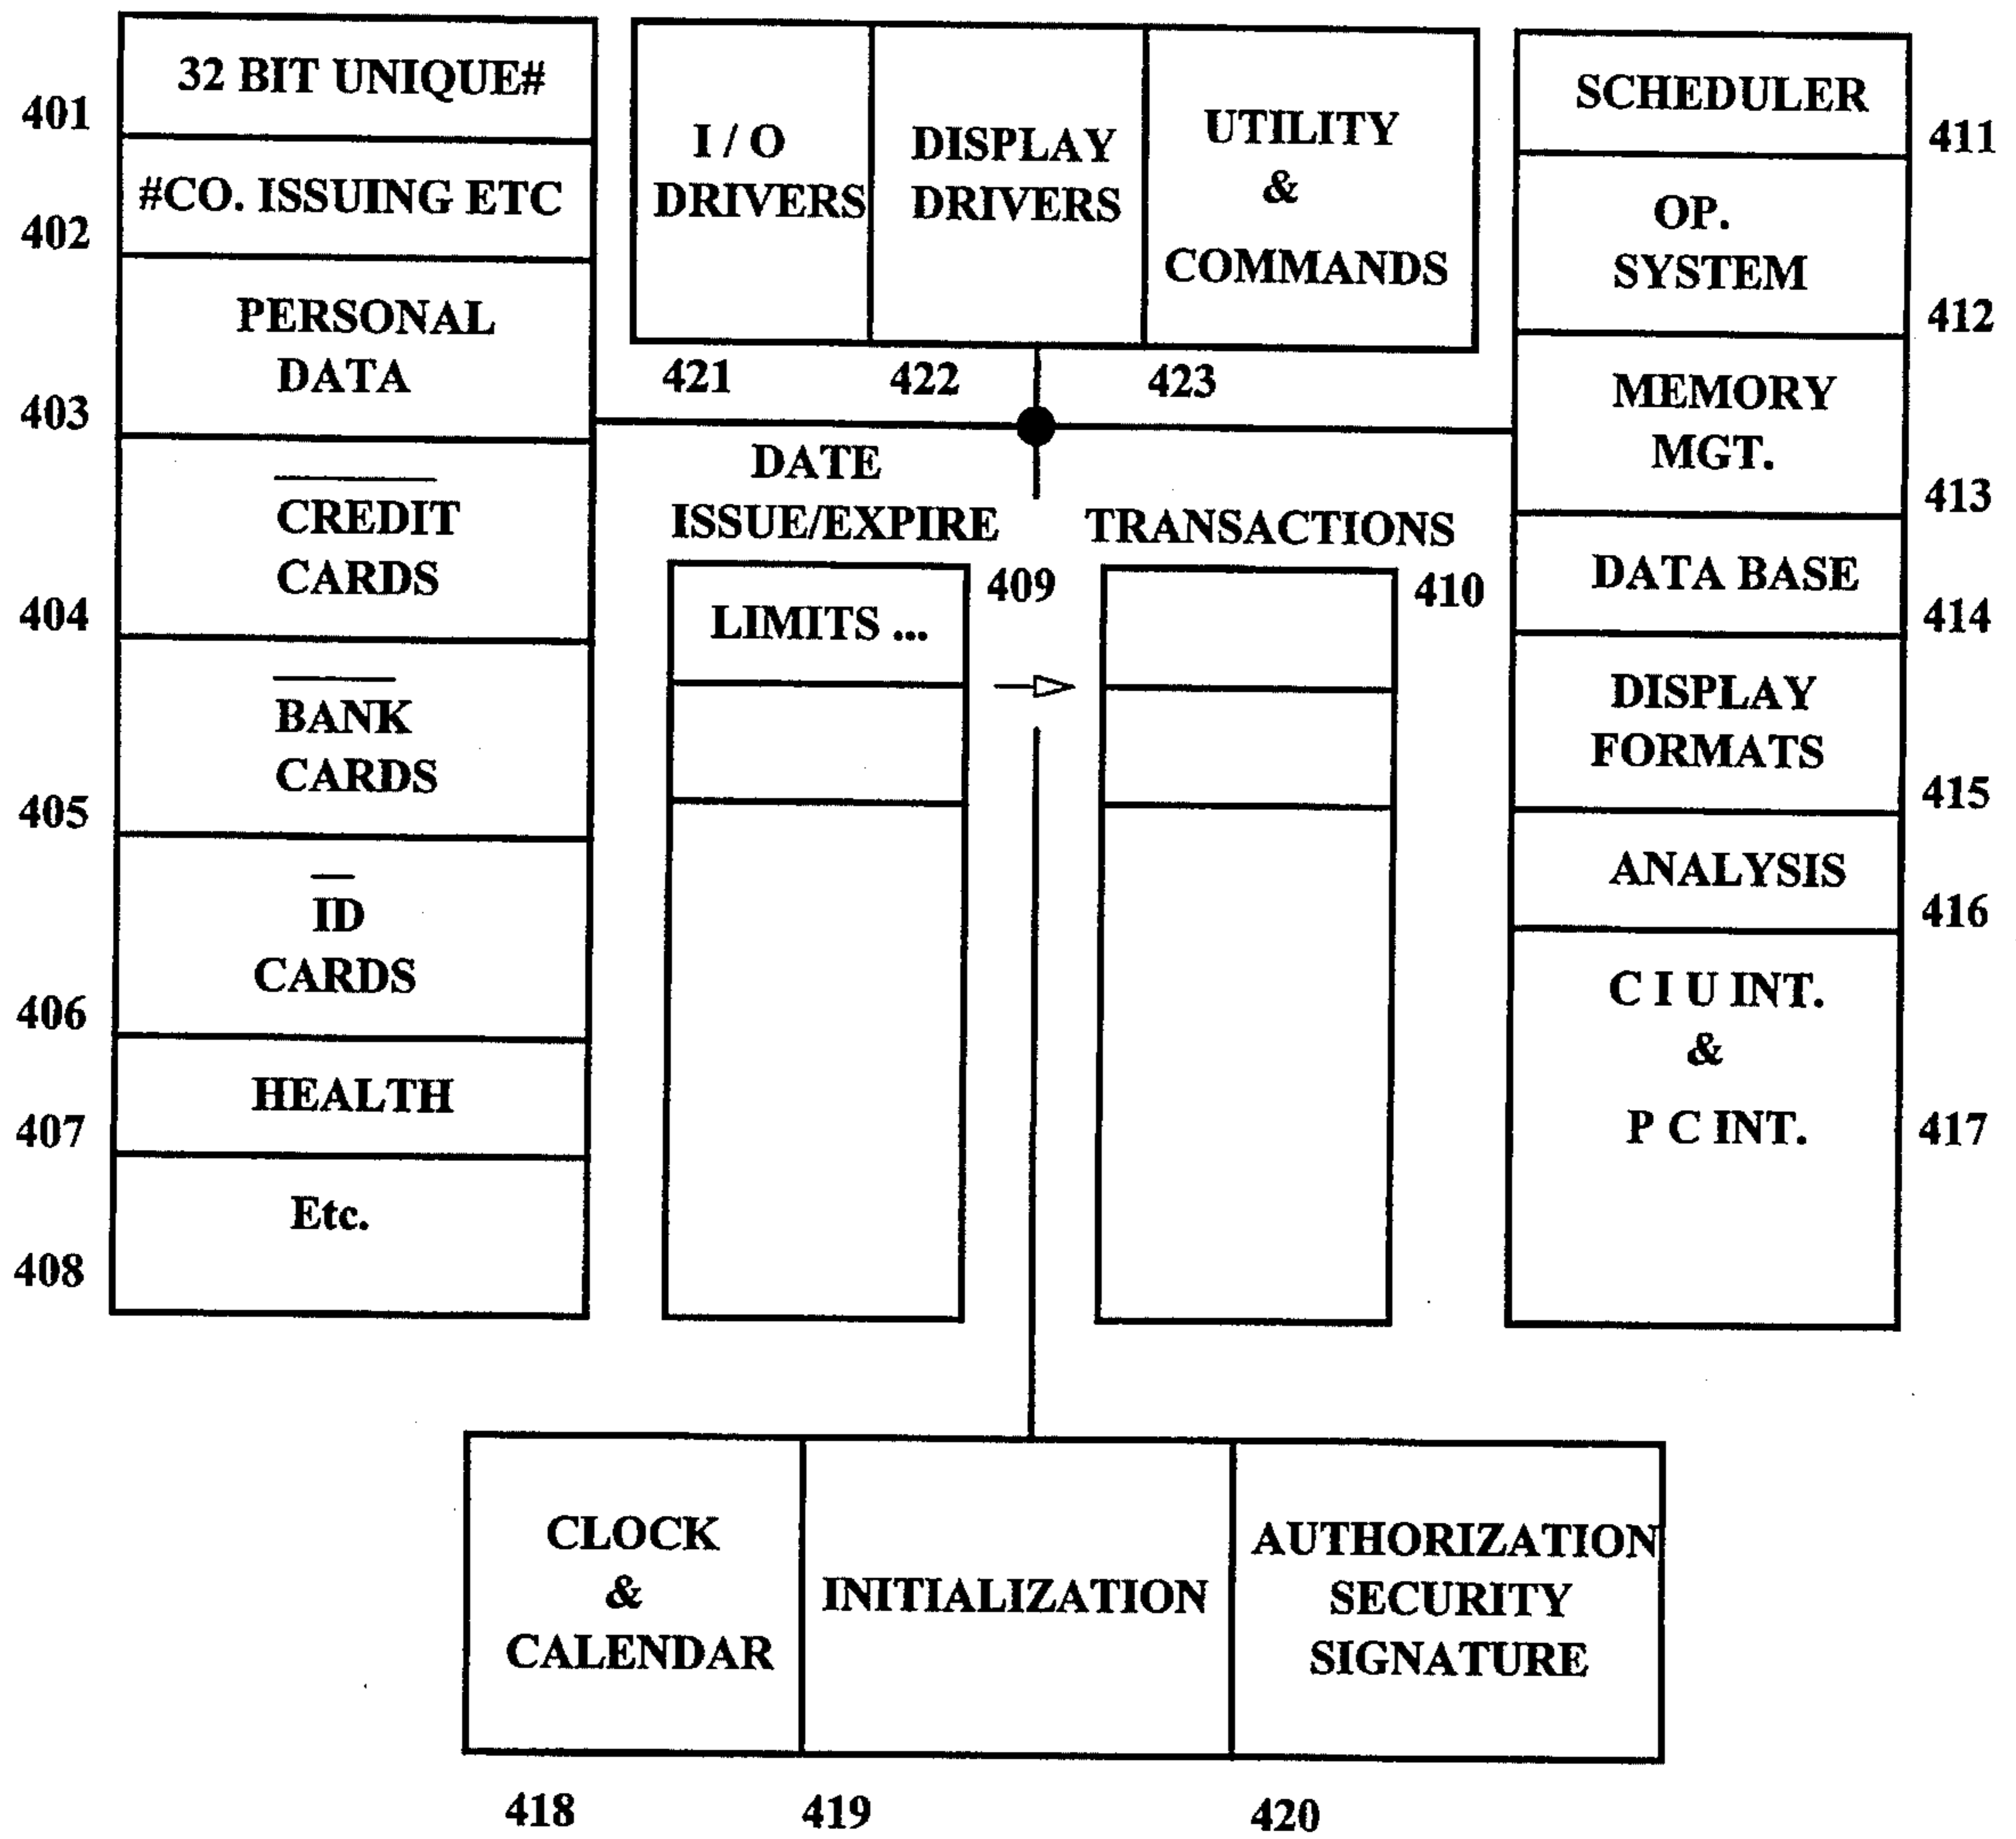 32 BIT UNIQUE#
401
#CO. ISSUING ETC
402
PERSONAL
DATA
403
CREDIT
CARDS
404
BANK
CARDS
405
ID
CARDS
406
HEALTH
407
Etc.
408
I / O
DRIVERS
421
DISPLAY
DRIVERS
422
UTILITY
&
COMMANDS
423
DATE
ISSUE/EXPIRE
409
LIMITS ...
TRANSACTIONS
410
SCHEDULER
411
OP.
SYSTEM
412
MEMORY
MGT.
413
DATA BASE
414
DISPLAY
FORMATS
415
ANALYSIS
416
C I U INT.
&
P C INT.
417
CLOCK
&
CALENDAR
418
INITIALIZATION
419
AUTHORIZATION
SECURITY
SIGNATURE
420